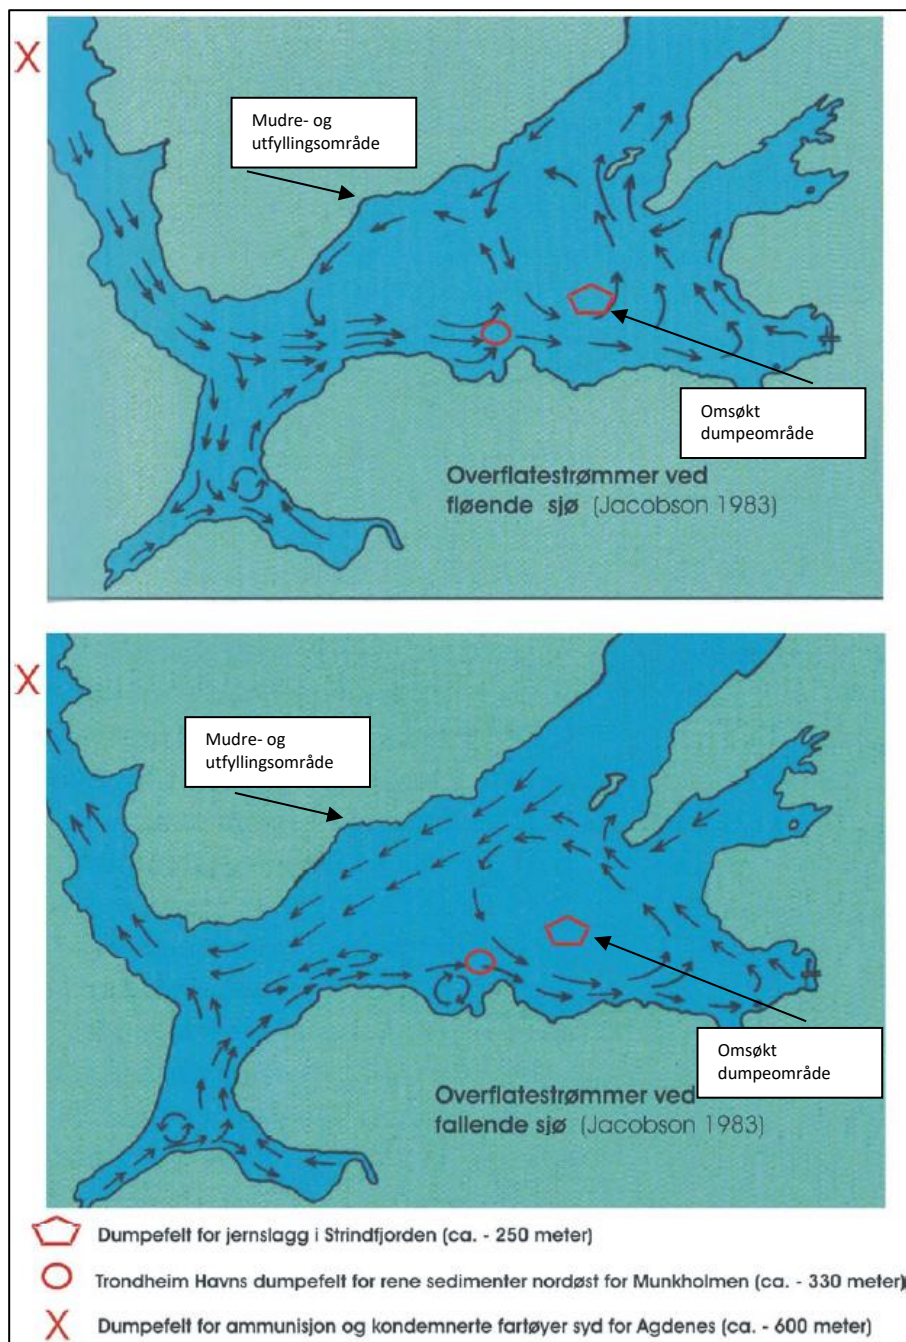 X
Mudre- og
utfyllingsområde
Omsøkt
dumpeområde
Overflatestrømmer ved
fløende sjø (Jacobson 1983)
X
Mudre- og
utfyllingsområde
Omsøkt
dumpeområde
Overflatestrømmer ved
fallende sjø (Jacobson 1983)
Dumpefelt for jernslagg i Strindfjorden (ca. - 250 meter)
Trondheim Havns dumpefelt for rene sedimenter nordøst for Munkholmen (ca. - 330 meter)
X Dumpefelt for ammunisjon og kondemnerte fartøyer syd for Agdenes (ca. - 600 meter)